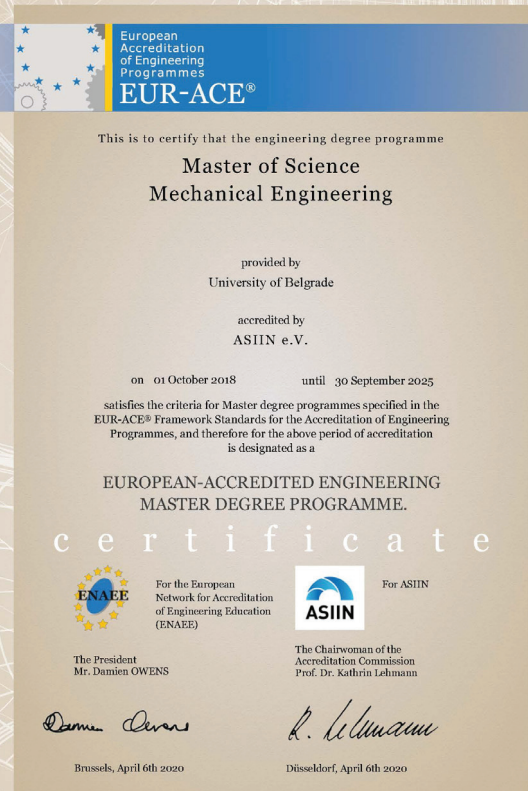 European
Accreditation
of Engineering
Programmes
EUR-ACE®
This is to certify that the engineering degree programme
Master of Science
Mechanical Engineering
provided by
University of Belgrade
accredited by
ASIIN e.V.
on 01 October 2018 until 30 September 2025
satisfies the criteria for Master degree programmes specified in the
EUR-ACE® Framework Standards for the Accreditation of Engineering
Programmes, and therefore for the above period of accreditation
is designated as a
EUROPEAN-ACCREDITED ENGINEERING
MASTER DEGREE PROGRAMME.
certificate
ENAEE
For the European
Network for Accreditation
of Engineering Education
(ENAEE)
The President
Mr. Damien OWENS
Damien Owens
Brussels, April 6th 2020
ASIIN
For ASIIN
The Chairwoman of the
Accreditation Commission
Prof. Dr. Kathrin Lehmann
K. Lehmann
Düsseldorf, April 6th 2020